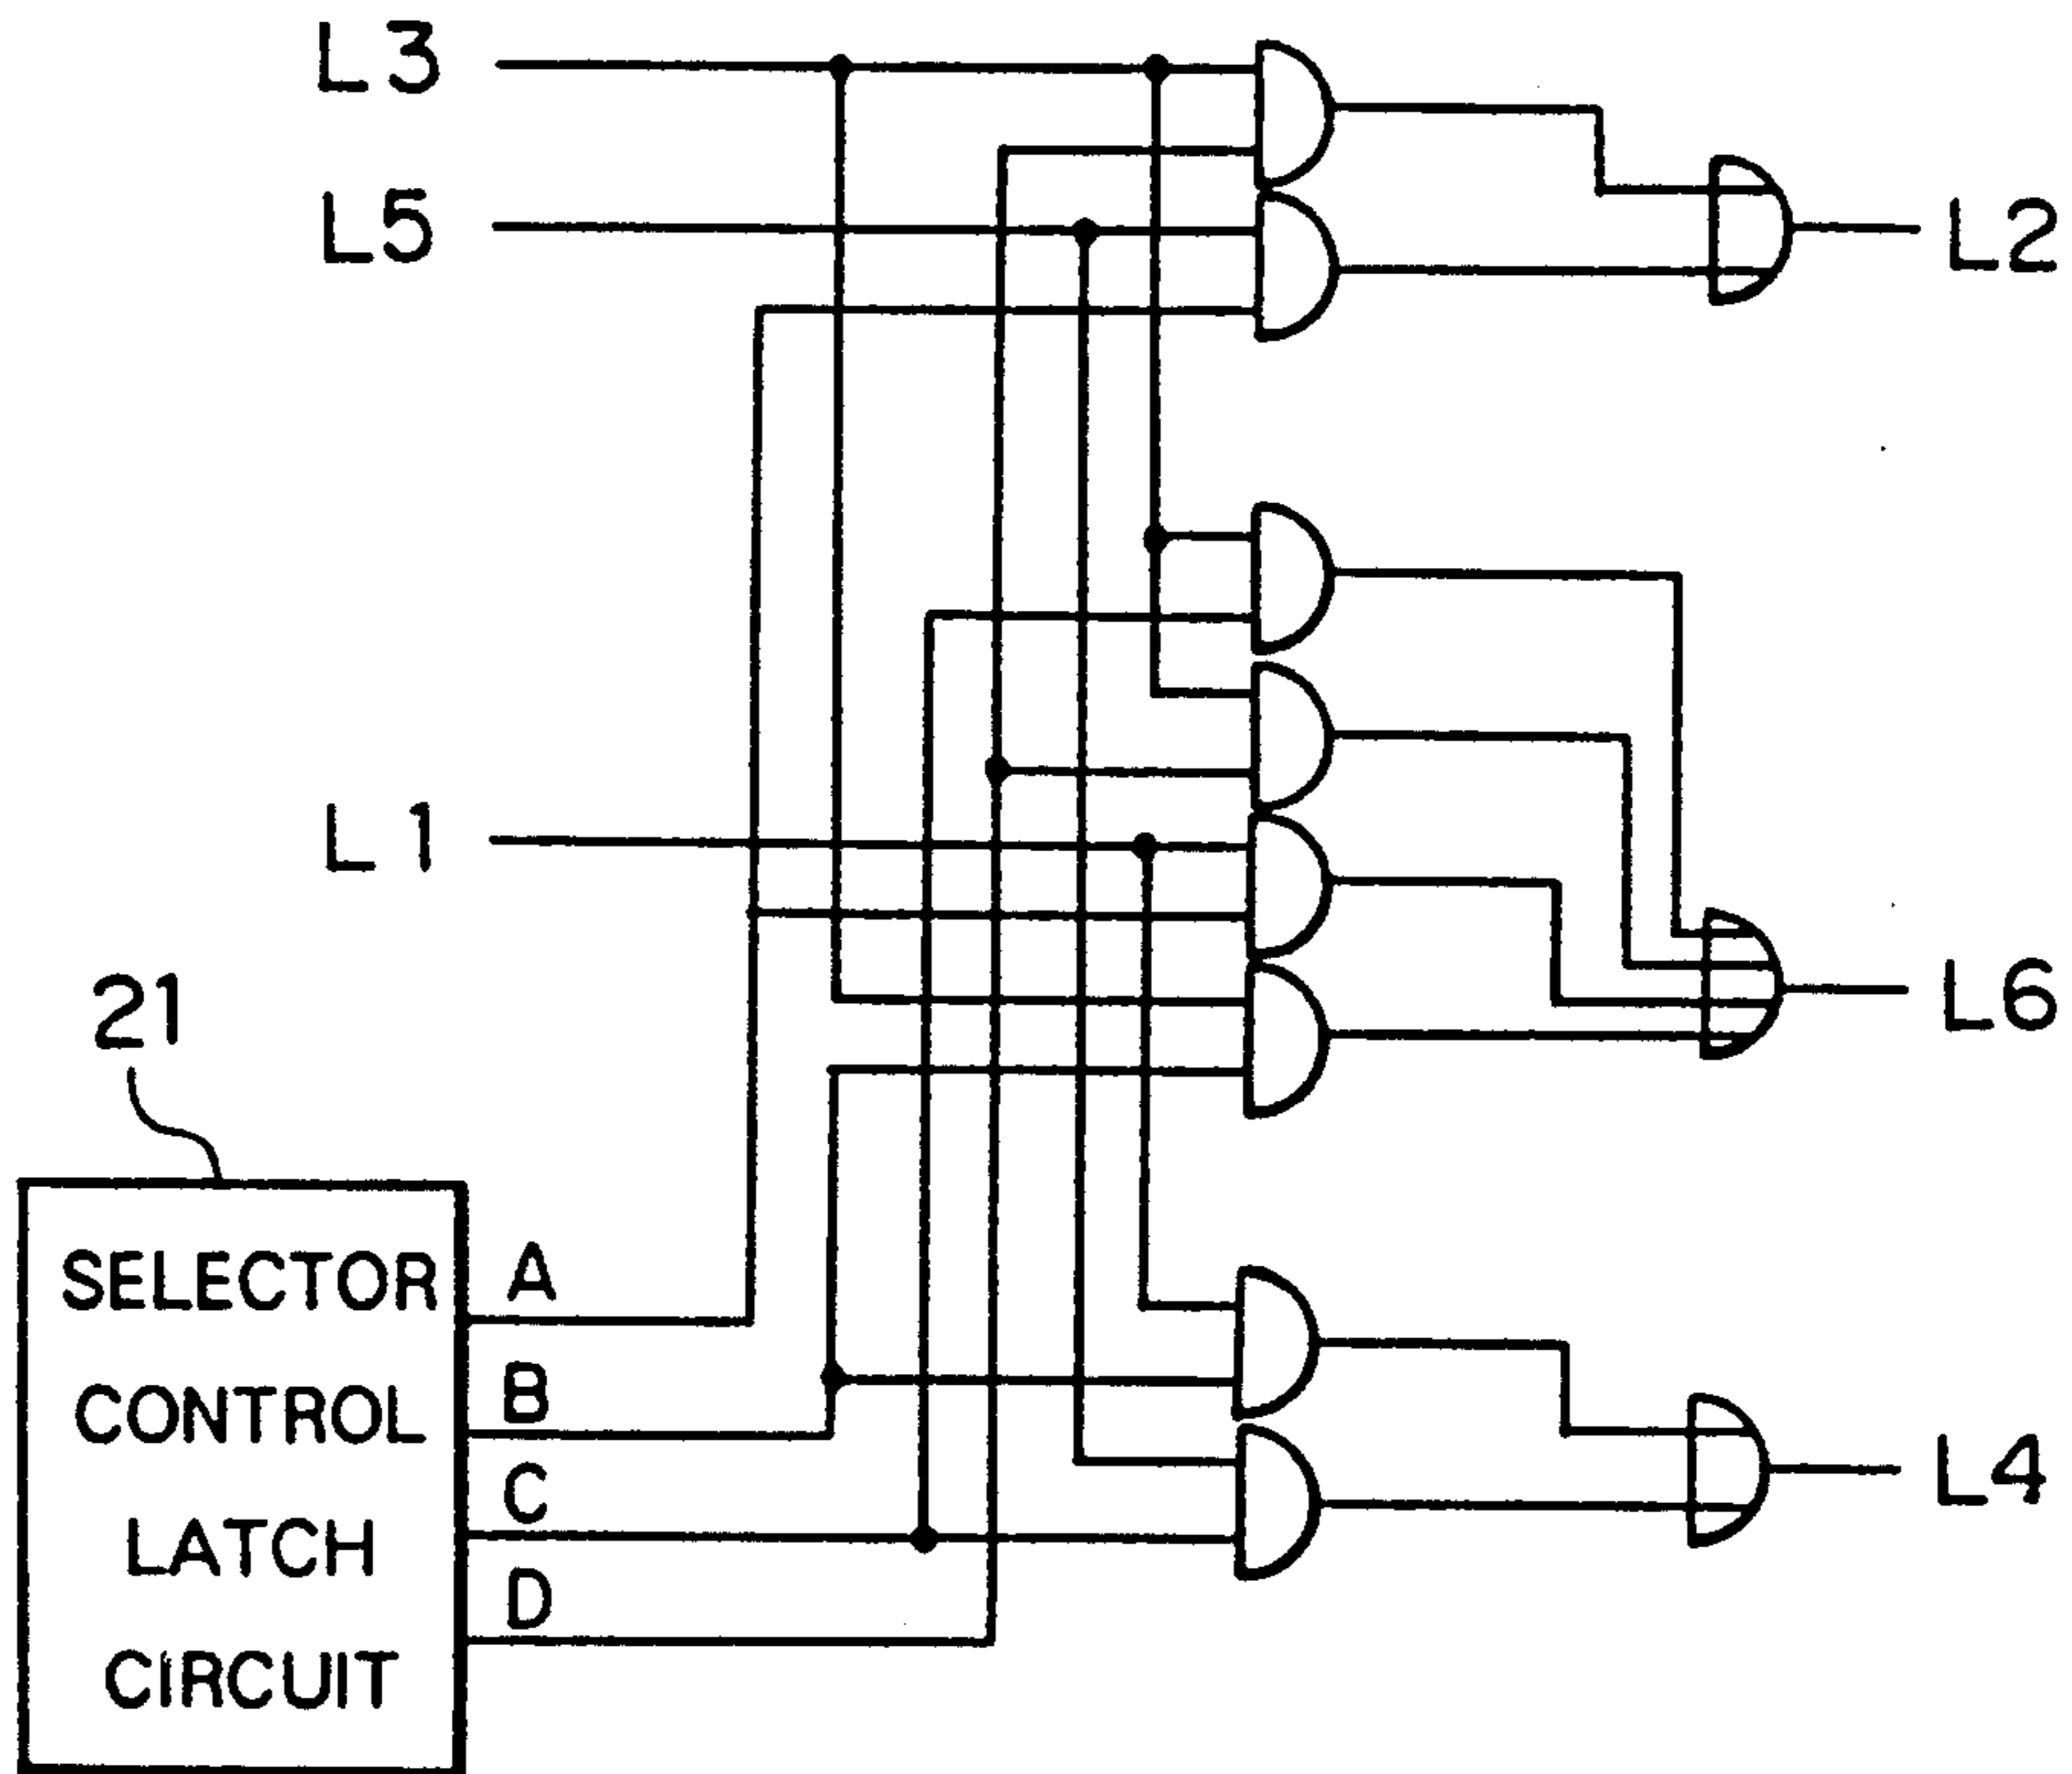 L3
L5
L2
L1
L6
21
SELECTOR
CONTROL
LATCH
CIRCUIT
A
B
C
D
L4